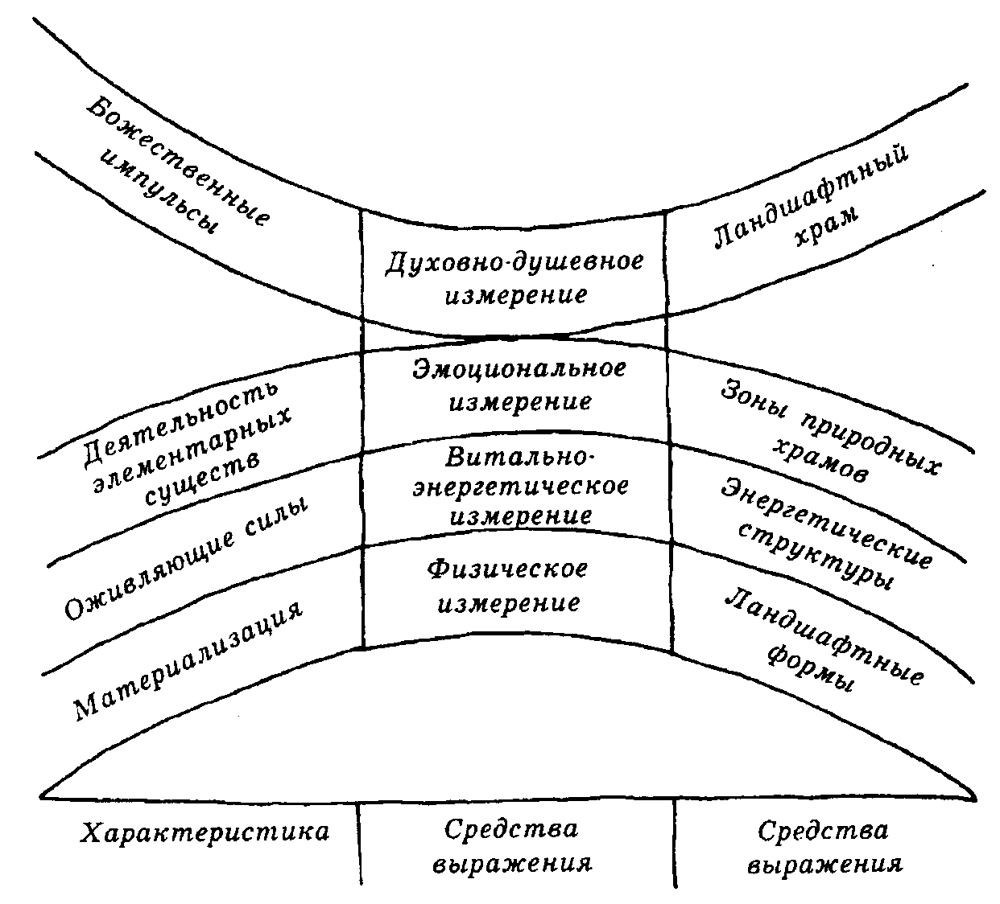 Божественные
импульсы
Духовно-душевное
измерение
Ландшафтный
храм
Деятельность
элементарных
существ
Эмоциональное
измерение
Зоны природных
храмов
Оживляющие силы
Витально-
энергетическое
измерение
Энергетические
структуры
Материализация
Физическое
измерение
Ландшафтные
формы
Характеристика
Средства
выражения
Средства
выражения